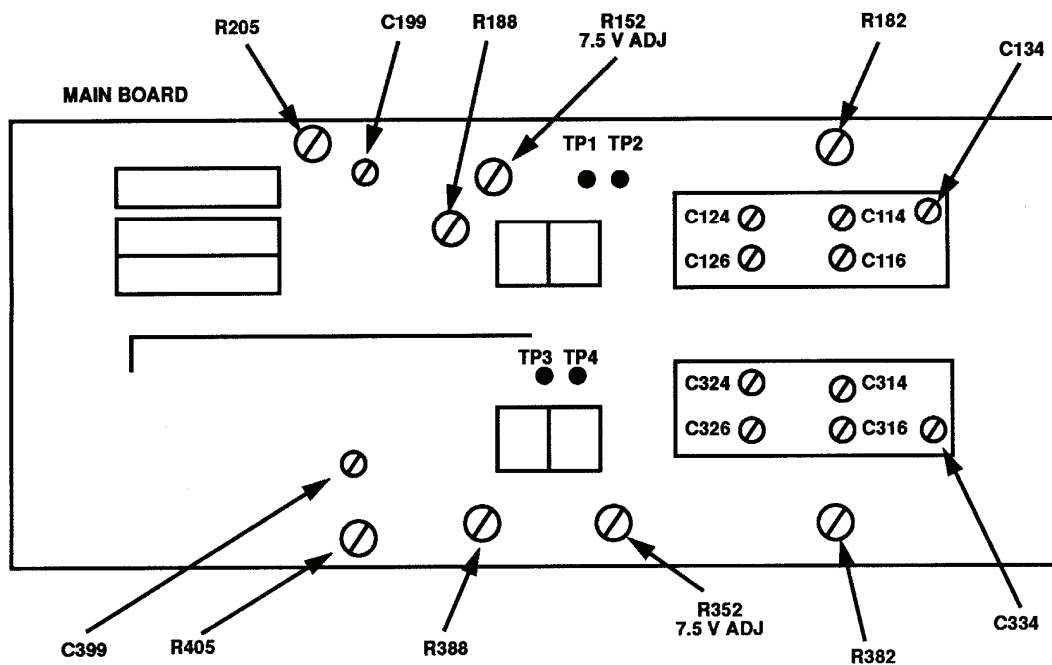 R205
C199
R188
R152
7.5 V ADJ
R182
C134
MAIN BOARD
TP1 TP2
C124
C114
C126
C116
TP3 TP4
C324
C314
C326
C316
C399
R405
R388
R352
7.5 V ADJ
R382
C334